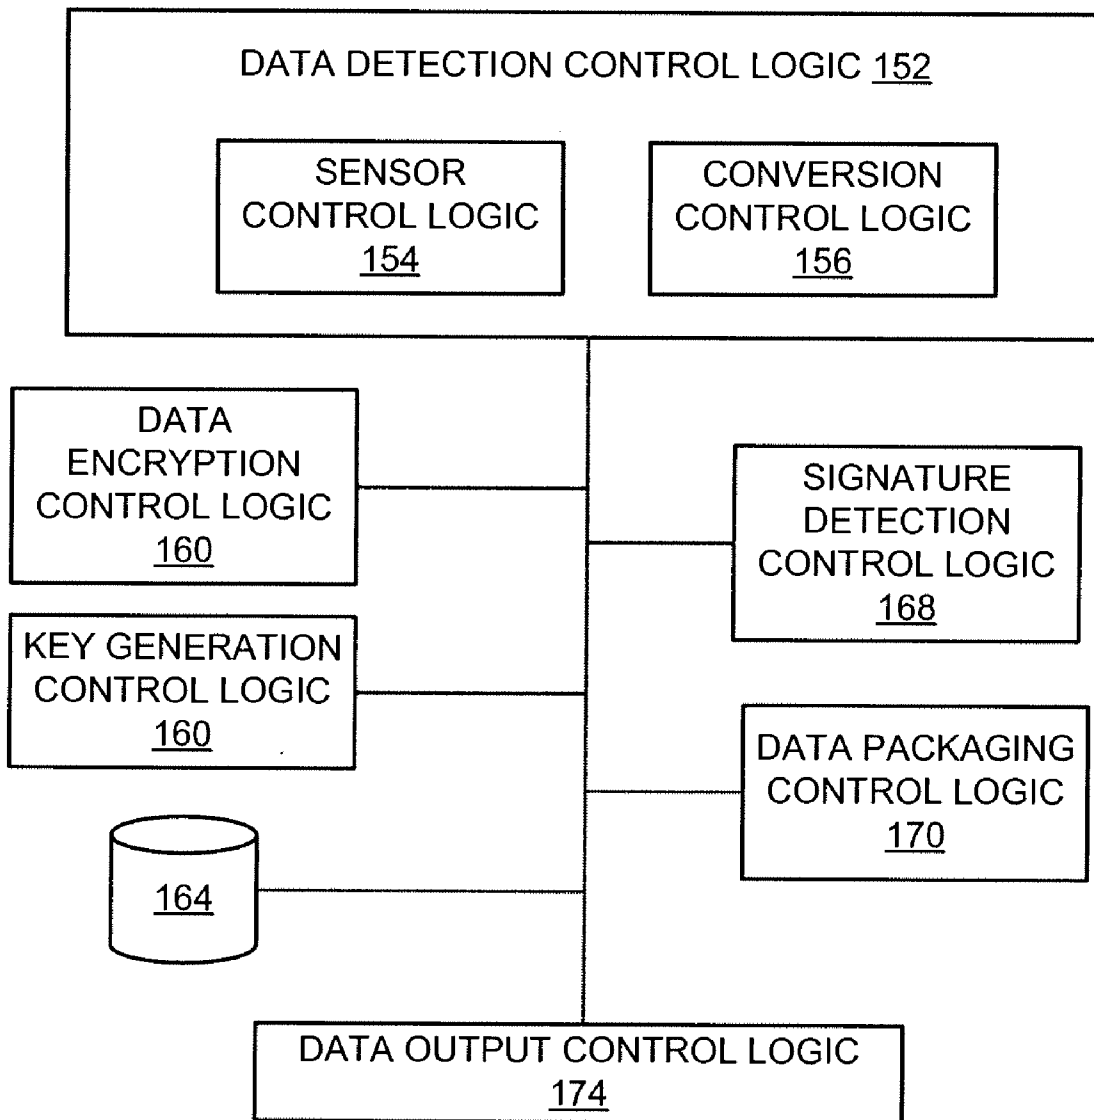 DATA DETECTION CONTROL LOGIC 152
SENSOR
CONTROL LOGIC
154
CONVERSION
CONTROL LOGIC
156
DATA
ENCRYPTION
CONTROL LOGIC
160
SIGNATURE
DETECTION
CONTROL LOGIC
168
KEY GENERATION
CONTROL LOGIC
160
DATA PACKAGING
CONTROL LOGIC
170
164
DATA OUTPUT CONTROL LOGIC
174